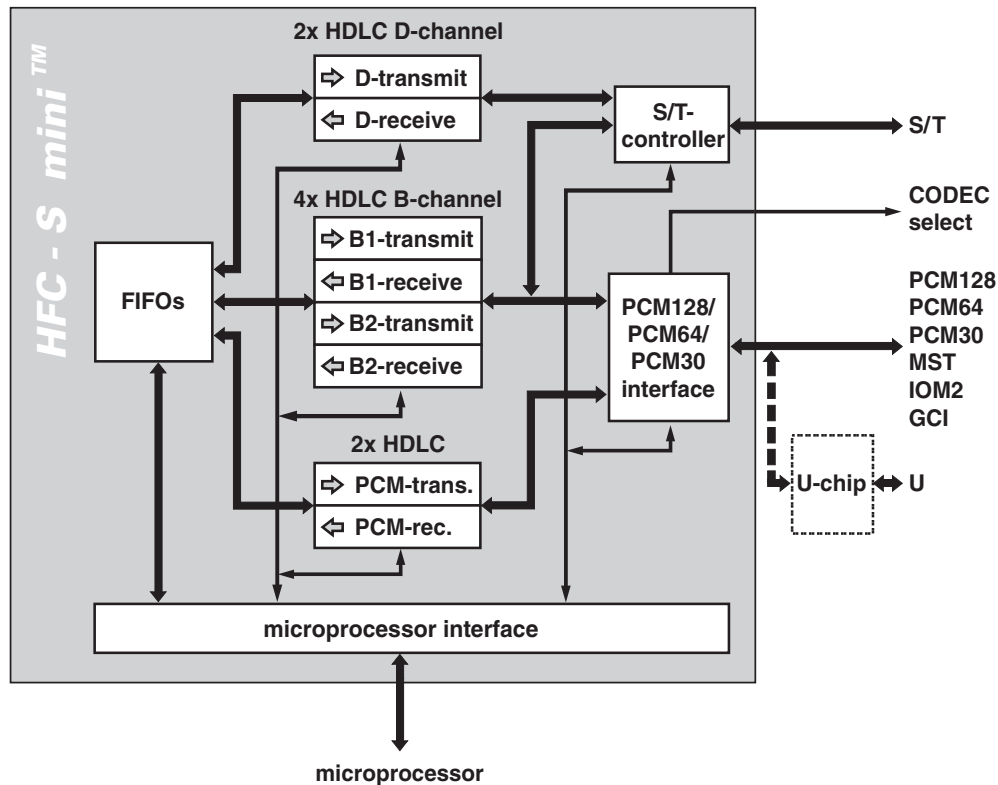 HFC - S mini ™
2x HDLC D-channel
D-transmit
D-receive
S/T-
controller
S/T
4x HDLC B-channel
B1-transmit
B1-receive
B2-transmit
B2-receive
CODEC
select
FIFOs
PCM128/
PCM64/
PCM30
interface
PCM128
PCM64
PCM30
MST
IOM2
GCI
2x HDLC
PCM-trans.
PCM-rec.
U-chip
U
microprocessor interface
microprocessor